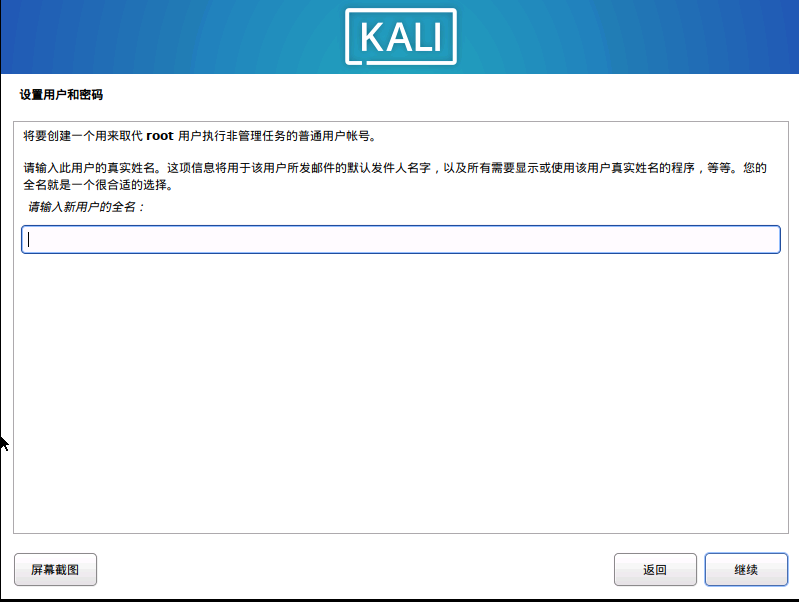 KALI
设置用户和密码
将要创建一个用来取代 root 用户执行非管理任务的普通用户帐号。
请输入此用户的真实姓名。这项信息将用于该用户所发邮件的默认发件人名字，以及所有需要显示或使用该用户真实姓名的程序，等等。您的
全名就是一个很合适的选择。
请输入新用户的全名：
屏幕截图
返回
继续